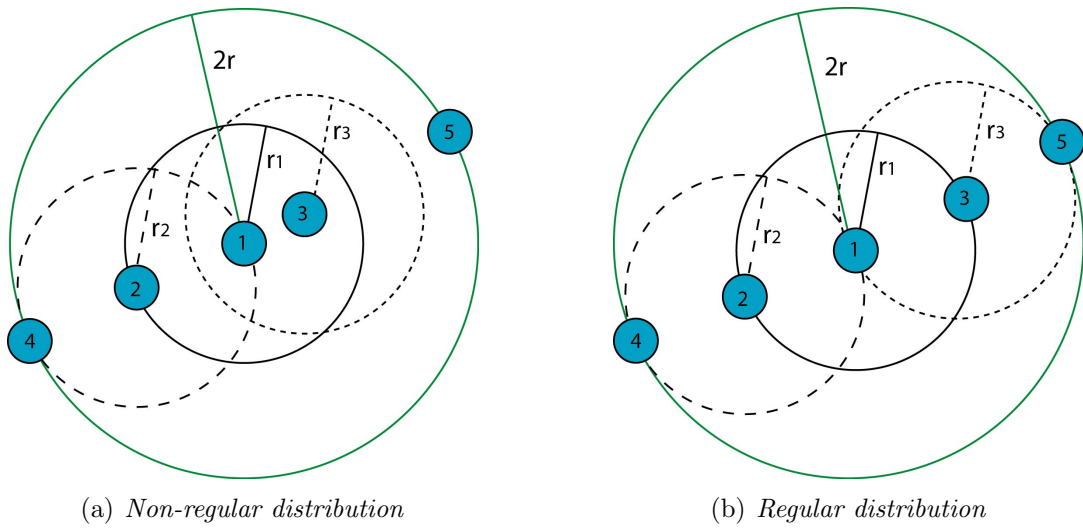 2r
5
r3
r1
3
1
r2
2
4
(a) Non-regular distribution
2r
5
r3
r1
3
1
r2
2
4
(b) Regular distribution